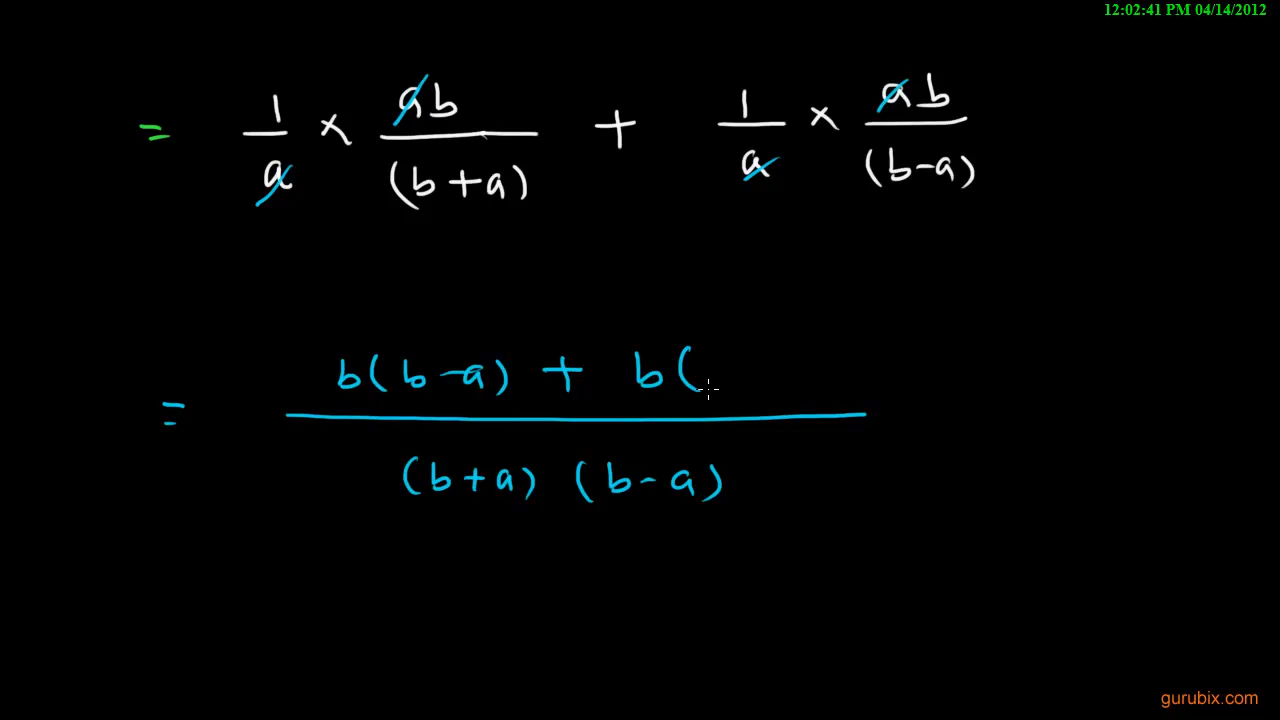 12:02:41 PM 04/14/2012
= 1/a × ab/(b+a) + 1/a × ab/(b-a)
= b(b-a) + b(
(b+a) (b-a)
gurubix.com